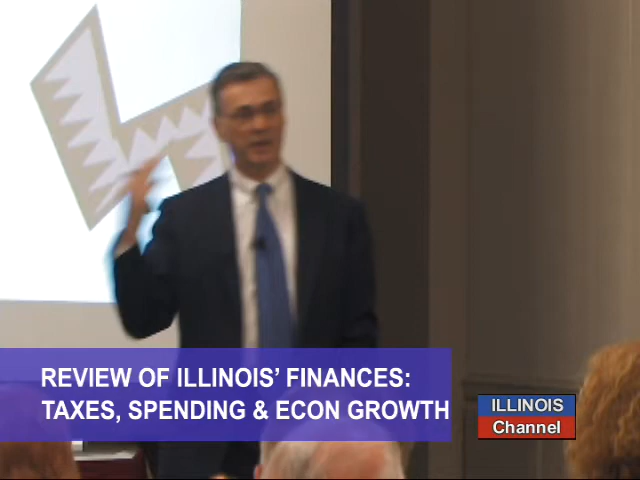 REVIEW OF ILLINOIS’ FINANCES:
TAXES, SPENDING & ECON GROWTH
ILLINOIS
Channel